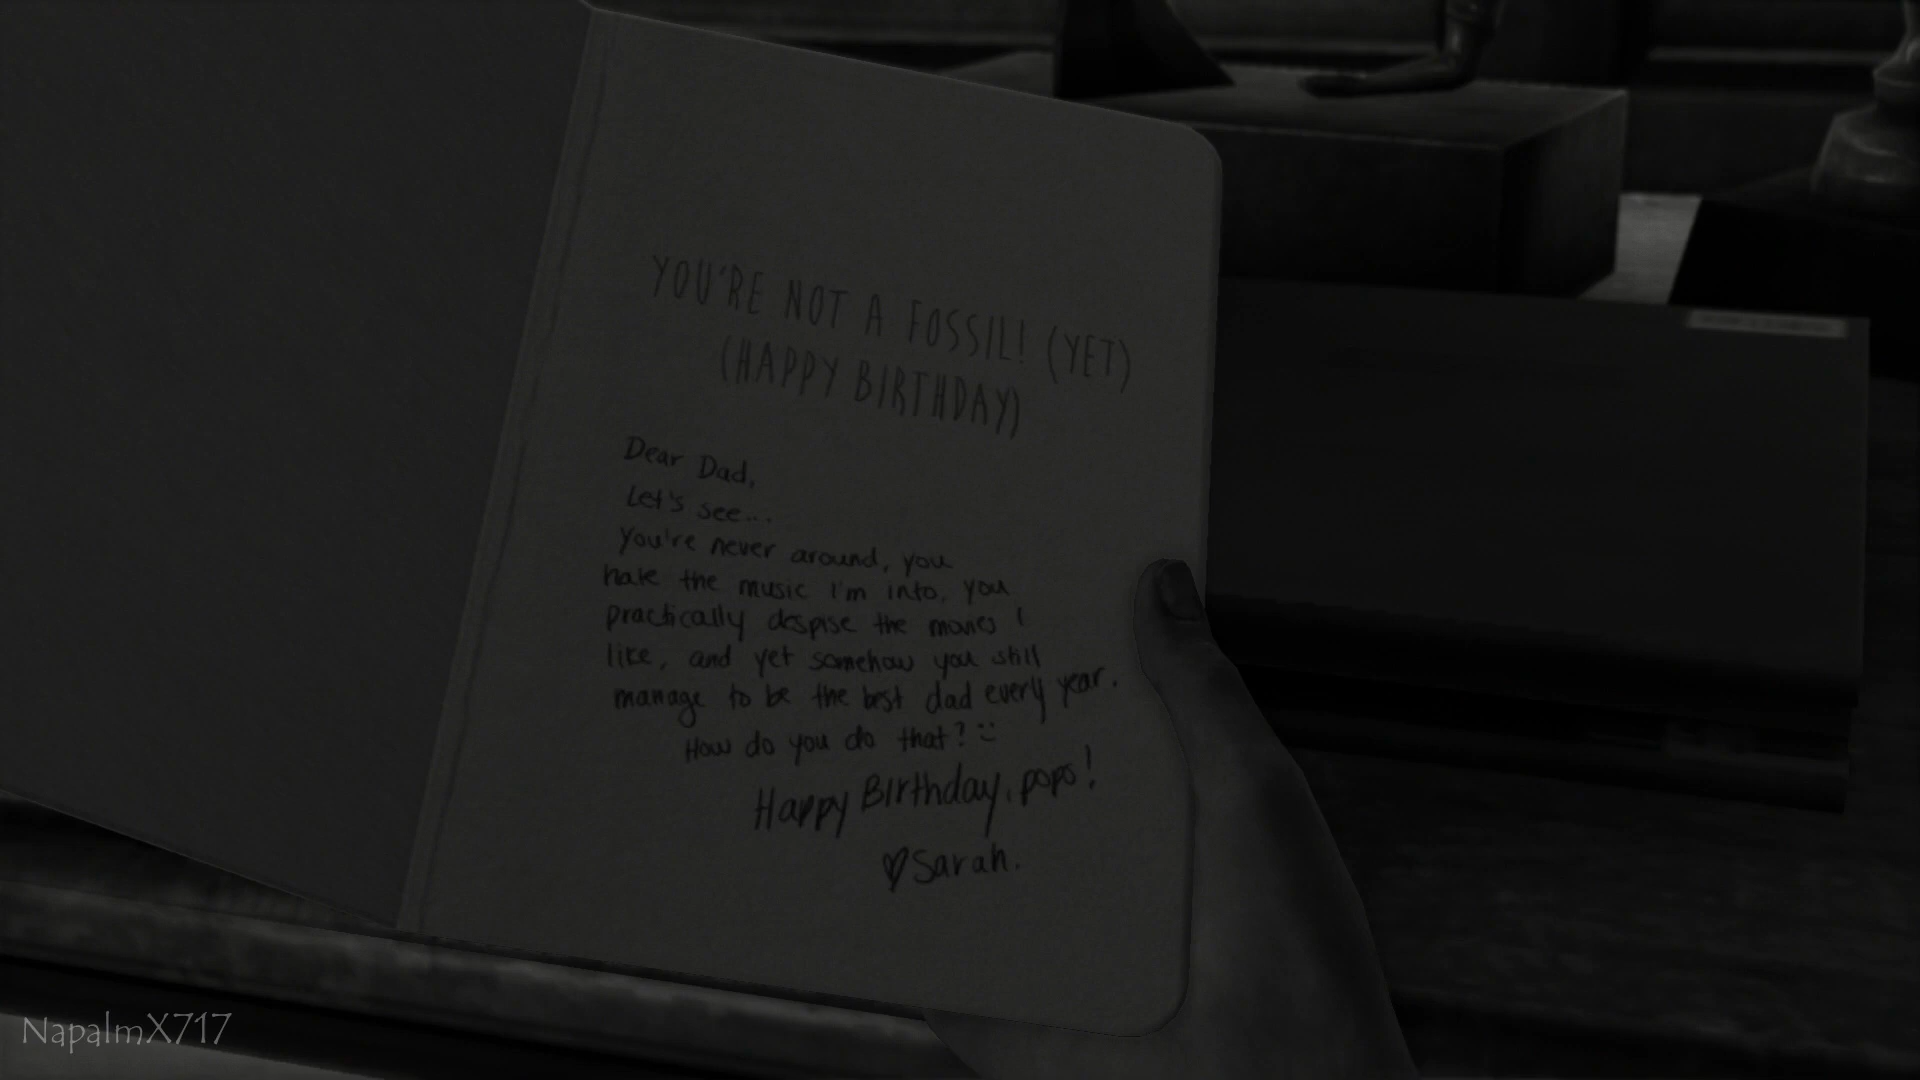 YOU'RE NOT A FOSSIL! (YET)
(HAPPY BIRTHDAY)
Dear Dad,
Let's see...
You're never around, you
hate the music i'm into, you
practically despise the movies I
like, and yet somehow you still
manage to be the best dad every year.
How do you do that? :)
Happy Birthday, pops!
♡ Sarah.
NapalmX717